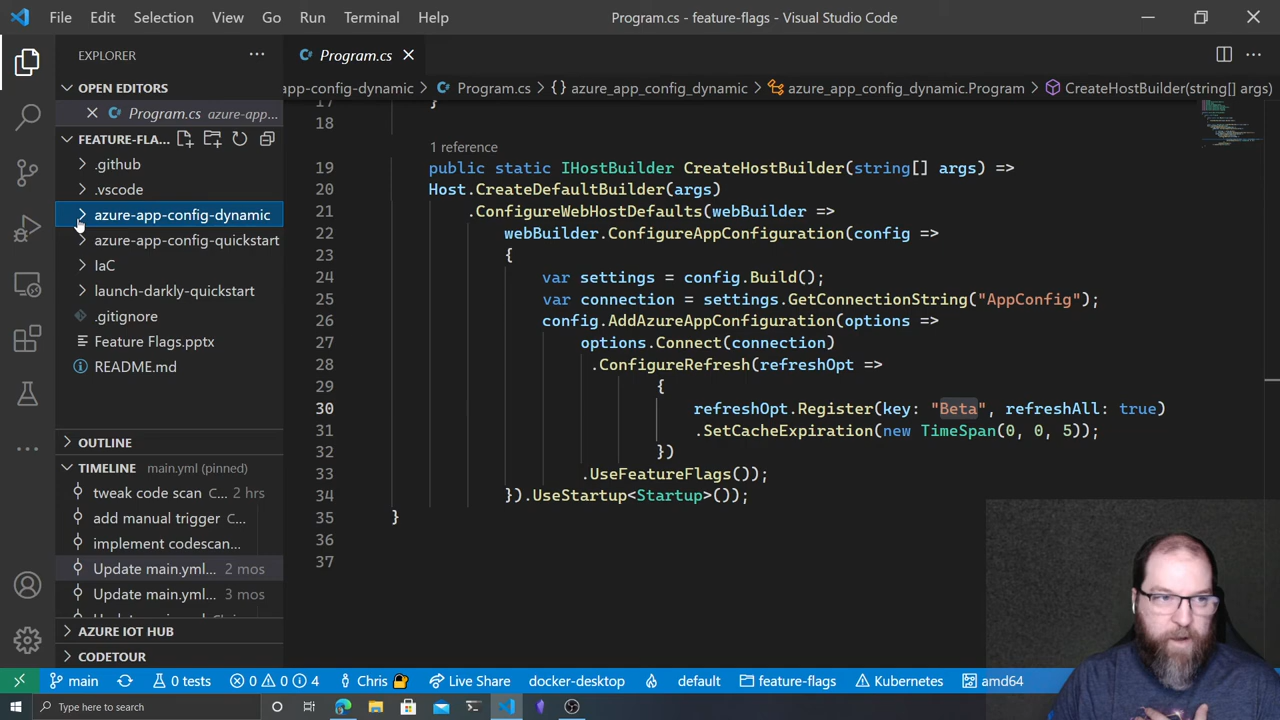 File Edit Selection View Go Run Terminal Help
Program.cs - feature-flags - Visual Studio Code
EXPLORER
Program.cs
OPEN EDITORS
Program.cs azure-app...
FEATURE-FLA...
.github
.vscode
azure-app-config-dynamic
azure-app-config-quickstart
IaC
launch-darkly-quickstart
.gitignore
Feature Flags.pptx
README.md
OUTLINE
TIMELINE main.yml (pinned)
tweak code scan C... 2 hrs
add manual trigger C...
implement codescan...
Update main.yml... 2 mos
Update main.yml... 3 mos
AZURE IOT HUB
CODETOUR
app-config-dynamic > Program.cs > {} azure_app_config_dynamic > azure_app_config_dynamic.Program > CreateHostBuilder(string[] args)
17 }
18
1 reference
19 public static IHostBuilder CreateHostBuilder(string[] args) =>
20 Host.CreateDefaultBuilder(args)
21 .ConfigureWebHostDefaults(webBuilder =>
22 webBuilder.ConfigureAppConfiguration(config =>
23 {
24 var settings = config.Build();
25 var connection = settings.GetConnectionString("AppConfig");
26 config.AddAzureAppConfiguration(options =>
27 options.Connect(connection)
28 .ConfigureRefresh(refreshOpt =>
29 {
30 refreshOpt.Register(key: "Beta", refreshAll: true)
31 .SetCacheExpiration(new TimeSpan(0, 0, 5));
32 })
33 .UseFeatureFlags());
34 }).UseStartup<Startup>());
35 }
36
37
main 0 tests 0 0 4 Chris Live Share docker-desktop default feature-flags Kubernetes amd64
Type here to search